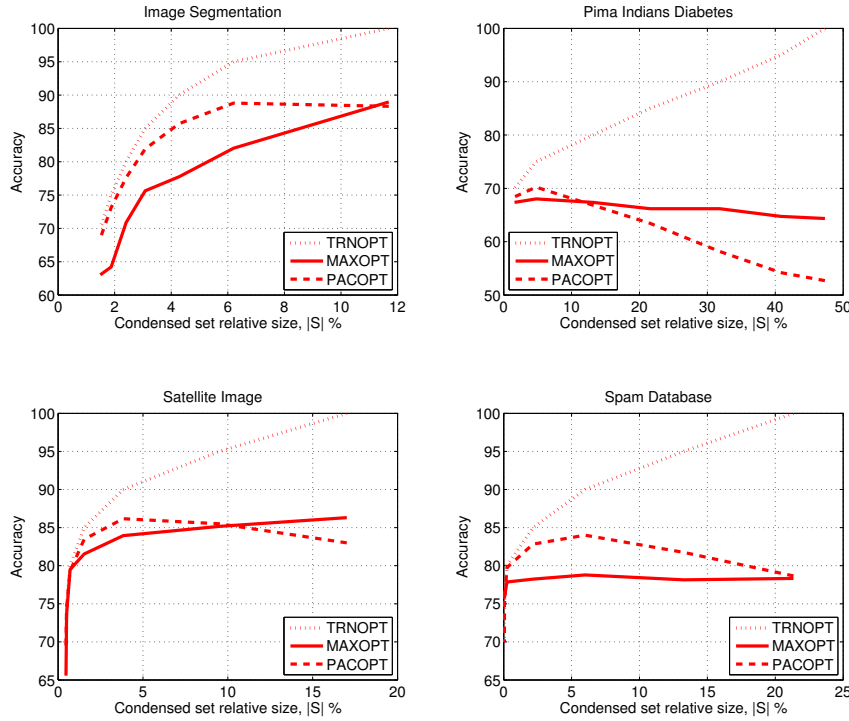 Image Segmentation
100
95
90
85
80
75
70
65
60
0
2
4
6
8
10
12
Accuracy
Condensed set relative size, |S| %
TRNOPT
MAXOPT
PACOPT
Pima Indians Diabetes
100
90
80
70
60
50
0
10
20
30
40
50
Accuracy
Condensed set relative size, |S| %
TRNOPT
MAXOPT
PACOPT
Satellite Image
100
95
90
85
80
75
70
65
0
5
10
15
20
Accuracy
Condensed set relative size, |S| %
TRNOPT
MAXOPT
PACOPT
Spam Database
100
95
90
85
80
75
70
65
0
5
10
15
20
25
Accuracy
Condensed set relative size, |S| %
TRNOPT
MAXOPT
PACOPT